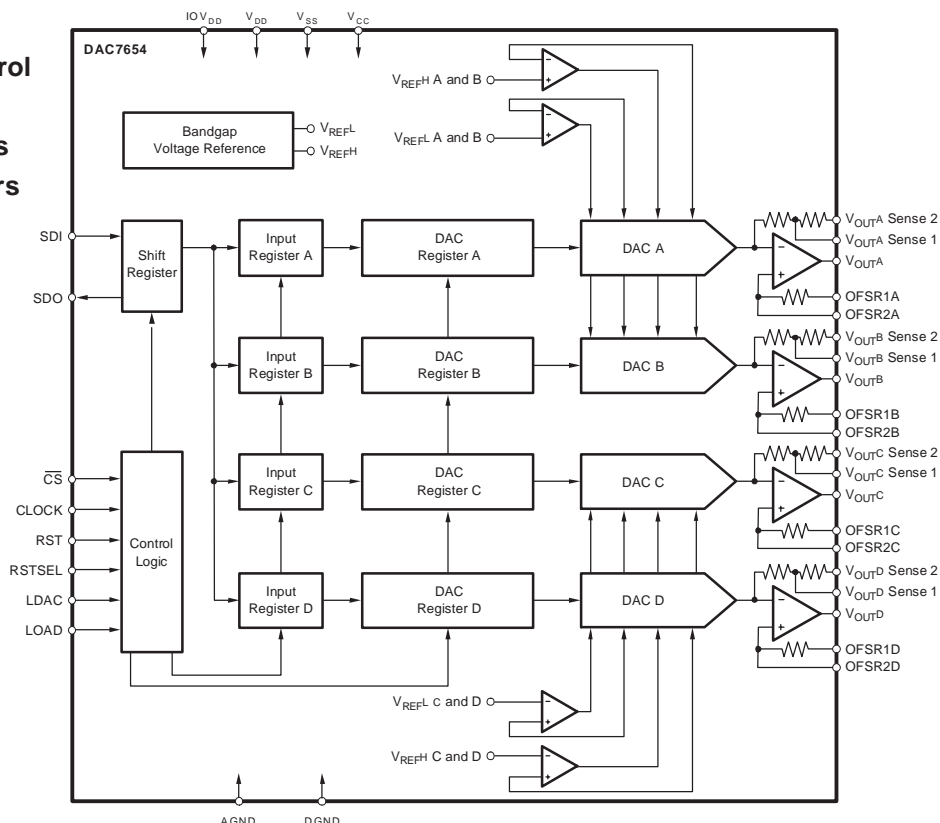 IOVDD VDD VSS VCC
DAC7654
rol
s
rs
VREFH A and B
VREFL A and B
Bandgap
Voltage Reference
VREFL
VREFH
SDI
SDO
Shift
Register
Input
Register A
DAC
Register A
DAC A
VOUTA Sense 2
VOUTA Sense 1
VOUTA
OFSR1A
OFSR2A
Input
Register B
DAC
Register B
DAC B
VOUTB Sense 2
VOUTB Sense 1
VOUTB
OFSR1B
OFSR2B
Input
Register C
DAC
Register C
DAC C
VOUTC Sense 2
VOUTC Sense 1
VOUTC
OFSR1C
OFSR2C
CS
CLOCK
RST
RSTSEL
LDAC
LOAD
Control
Logic
Input
Register D
DAC
Register D
DAC D
VOUTD Sense 2
VOUTD Sense 1
VOUTD
OFSR1D
OFSR2D
VREFL C and D
VREFH C and D
AGND DGND